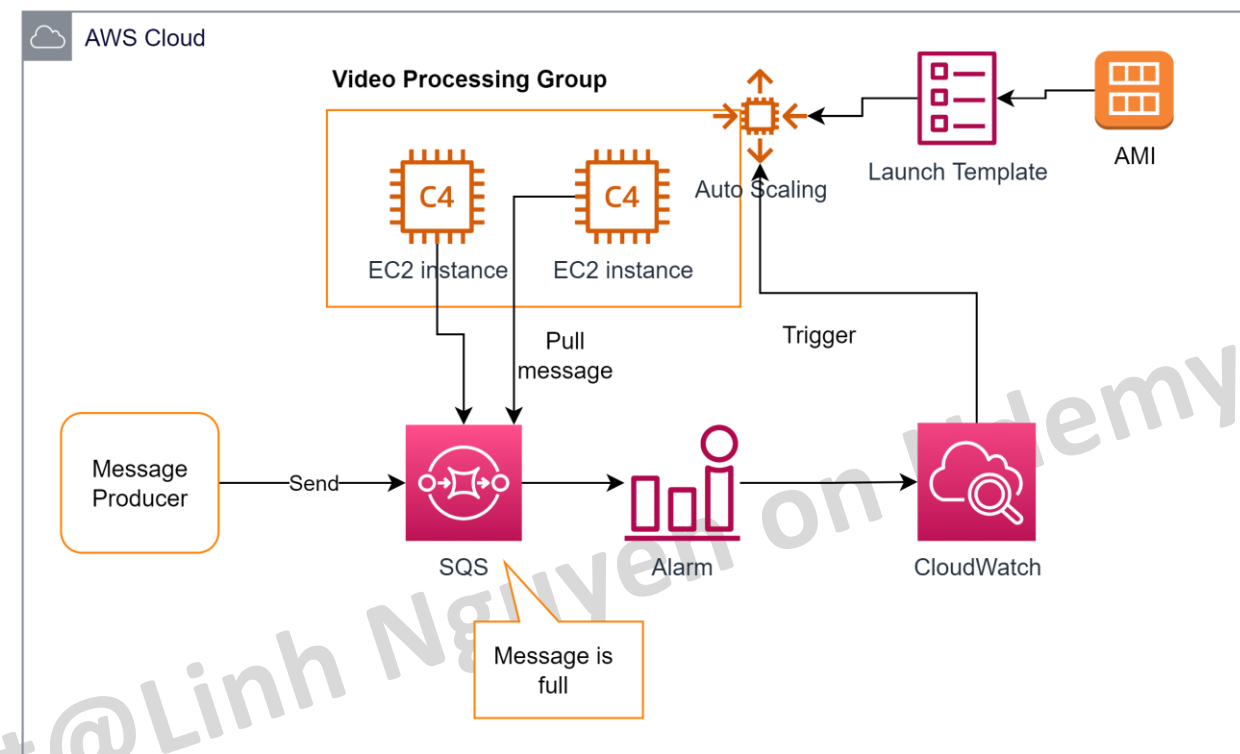 AWS Cloud
Video Processing Group
C4
C4
EC2 instance
EC2 instance
Auto Scaling
Launch Template
AMI
Pull
message
Trigger
Message
Producer
Send
SQS
Alarm
CloudWatch
Message is
full
t@Linh Nguyen on Udemy